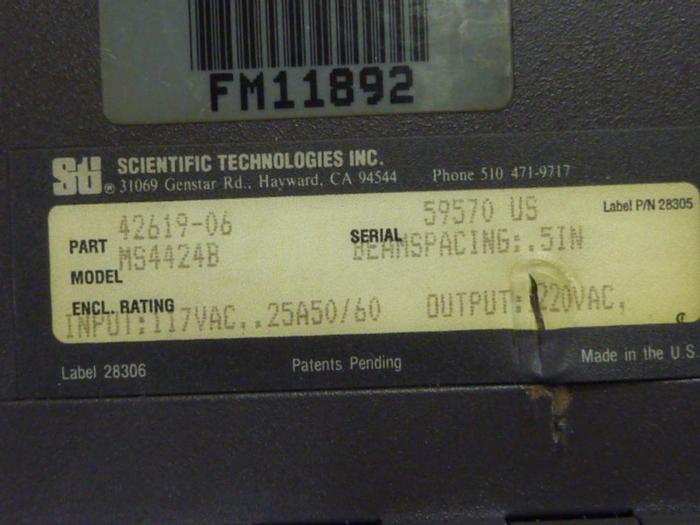 FM11892
Sti ® SCIENTIFIC TECHNOLOGIES INC.
31069 Genstar Rd., Hayward, CA 94544 Phone 510 471-9717
Label P/N 28305
PART 42619-06 SERIAL 59570 US
MODEL MS4424B BEAMSPACING:.5IN
ENCL. RATING
INPUT:117VAC,.25A50/60 OUTPUT: 220VAC,
Label 28306 Patents Pending Made in the U.S.